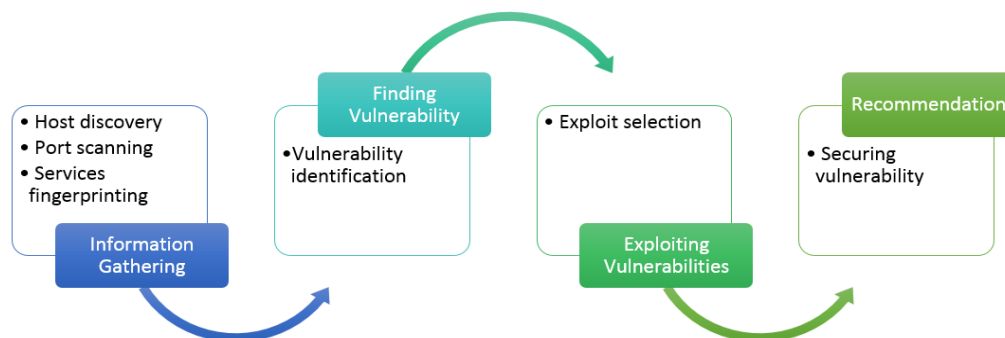 • Host discovery
• Port scanning
• Services
fingerprinting
Information
Gathering
Finding
Vulnerability
•Vulnerability
identification
• Exploit selection
Exploiting
Vulnerabilities
Recommendation
• Securing
vulnerability